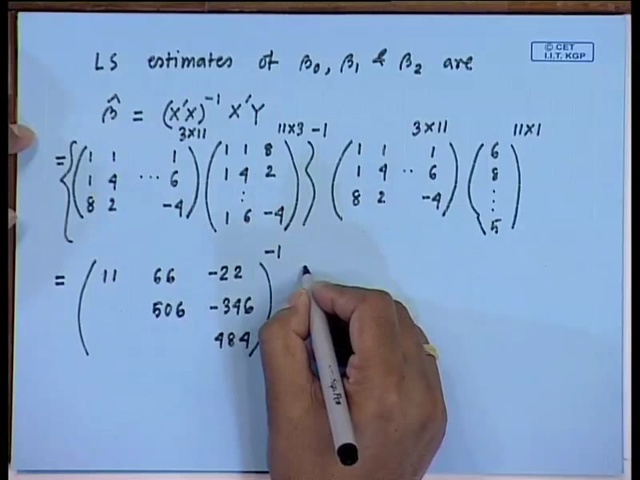 © CET
I.I.T. KGP
LS estimates of β₀, β₁ & β₂ are
β̂ = (X'X)⁻¹ X'Y
3×11 11×3 -1 3×11 11×1
= { ( 1 1 1 ) ( 1 1 8 ) } ( 1 1 1 ) ( 6 )
1 4 ... 6 1 4 2 1 4 .. 6 8
8 2 -4 ⋮ 8 2 -4 ⋮
1 6 -4 5
-1
= ( 11 66 -22 )
506 -346
484